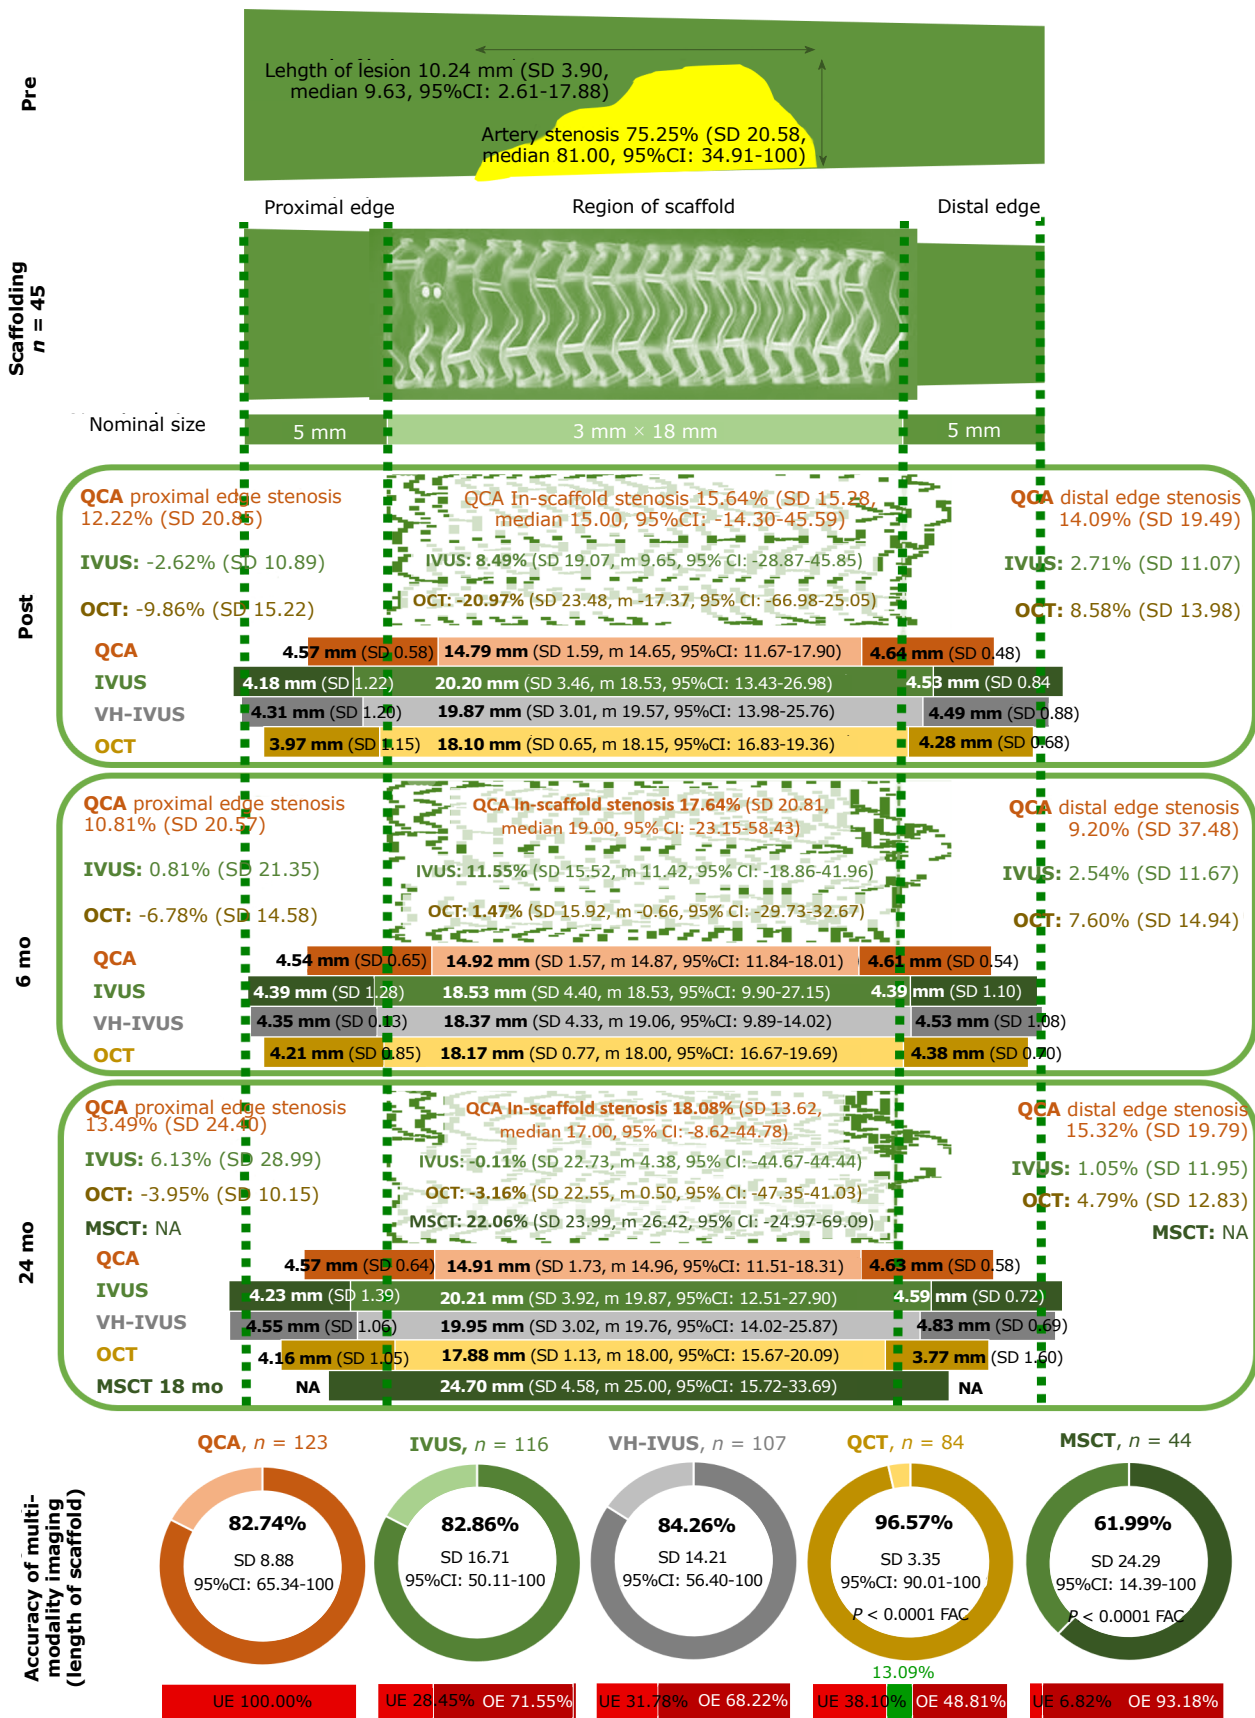 Pre
Lehgth of lesion 10.24 mm (SD 3.90,
median 9.63, 95%CI: 2.61-17.88)
Artery stenosis 75.25% (SD 20.58,
median 81.00, 95%CI: 34.91-100)
Proximal edge
Region of scaffold
Distal edge
Scaffolding
n = 45
Nominal size
5 mm
3 mm × 18 mm
5 mm
Post
QCA proximal edge stenosis
12.22% (SD 20.85)
QCA In-scaffold stenosis 15.64% (SD 15.28,
median 15.00, 95%CI: -14.30-45.59)
QCA distal edge stenosis
14.09% (SD 19.49)
IVUS: -2.62% (SD 10.89)
IVUS: 8.49% (SD 19.07, m 9.65, 95% CI: -28.87-45.85)
IVUS: 2.71% (SD 11.07)
OCT: -9.86% (SD 15.22)
OCT: -20.97% (SD 23.48, m -17.37, 95% CI: -66.98-25.05)
OCT: 8.58% (SD 13.98)
QCA
4.57 mm (SD 0.58)
14.79 mm (SD 1.59, m 14.65, 95%CI: 11.67-17.90)
4.64 mm (SD 0.48)
IVUS
4.18 mm (SD 1.22)
20.20 mm (SD 3.46, m 18.53, 95%CI: 13.43-26.98)
4.53 mm (SD 0.84
VH-IVUS
4.31 mm (SD 1.20)
19.87 mm (SD 3.01, m 19.57, 95%CI: 13.98-25.76)
4.49 mm (SD 0.88)
OCT
3.97 mm (SD 1.15)
18.10 mm (SD 0.65, m 18.15, 95%CI: 16.83-19.36)
4.28 mm (SD 0.68)
6 mo
QCA proximal edge stenosis
10.81% (SD 20.57)
QCA In-scaffold stenosis 17.64% (SD 20.81,
median 19.00, 95% CI: -23.15-58.43)
QCA distal edge stenosis
9.20% (SD 37.48)
IVUS: 0.81% (SD 21.35)
IVUS: 11.55% (SD 15.52, m 11.42, 95% CI: -18.86-41.96)
IVUS: 2.54% (SD 11.67)
OCT: -6.78% (SD 14.58)
OCT: 1.47% (SD 15.92, m -0.66, 95% CI: -29.73-32.67)
OCT: 7.60% (SD 14.94)
QCA
4.54 mm (SD 0.65)
14.92 mm (SD 1.57, m 14.87, 95%CI: 11.84-18.01)
4.61 mm (SD 0.54)
IVUS
4.39 mm (SD 1.28)
18.53 mm (SD 4.40, m 18.53, 95%CI: 9.90-27.15)
4.39 mm (SD 1.10)
VH-IVUS
4.35 mm (SD 0.13)
18.37 mm (SD 4.33, m 19.06, 95%CI: 9.89-14.02)
4.53 mm (SD 1.08)
OCT
4.21 mm (SD 0.85)
18.17 mm (SD 0.77, m 18.00, 95%CI: 16.67-19.69)
4.38 mm (SD 0.70)
24 mo
QCA proximal edge stenosis
13.49% (SD 24.40)
QCA In-scaffold stenosis 18.08% (SD 13.62,
median 17.00, 95% CI: -8.62-44.78)
QCA distal edge stenosis
15.32% (SD 19.79)
IVUS: 6.13% (SD 28.99)
IVUS: -0.11% (SD 22.73, m 4.38, 95% CI: -44.67-44.44)
IVUS: 1.05% (SD 11.95)
OCT: -3.95% (SD 10.15)
OCT: -3.16% (SD 22.55, m 0.50, 95% CI: -47.35-41.03)
OCT: 4.79% (SD 12.83)
MSCT: NA
MSCT: 22.06% (SD 23.99, m 26.42, 95% CI: -24.97-69.09)
MSCT: NA
QCA
4.57 mm (SD 0.64)
14.91 mm (SD 1.73, m 14.96, 95%CI: 11.51-18.31)
4.63 mm (SD 0.58)
IVUS
4.23 mm (SD 1.39)
20.21 mm (SD 3.92, m 19.87, 95%CI: 12.51-27.90)
4.59 mm (SD 0.72)
VH-IVUS
4.55 mm (SD 1.06)
19.95 mm (SD 3.02, m 19.76, 95%CI: 14.02-25.87)
4.83 mm (SD 0.69)
OCT
4.16 mm (SD 1.05)
17.88 mm (SD 1.13, m 18.00, 95%CI: 15.67-20.09)
3.77 mm (SD 1.60)
MSCT 18 mo
NA
24.70 mm (SD 4.58, m 25.00, 95%CI: 15.72-33.69)
NA
Accuracy of multi-
modality imaging
(length of scaffold)
QCA, n = 123
82.74%
SD 8.88
95%CI: 65.34-100
UE 100.00%
IVUS, n = 116
82.86%
SD 16.71
95%CI: 50.11-100
UE 28.45% OE 71.55%
VH-IVUS, n = 107
84.26%
SD 14.21
95%CI: 56.40-100
UE 31.78% OE 68.22%
QCT, n = 84
96.57%
SD 3.35
95%CI: 90.01-100
P < 0.0001 FAC
13.09%
UE 38.10% OE 48.81%
MSCT, n = 44
61.99%
SD 24.29
95%CI: 14.39-100
P < 0.0001 FAC
UE 6.82% OE 93.18%